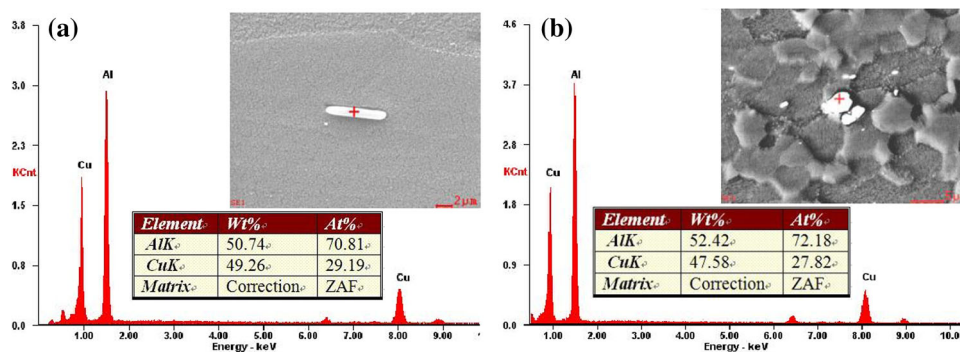 (a)
3.8
3.0
2.3
KCnt
1.5
0.8
0.0
Al
Cu
Cu
2μm
Element Wt% At%
AlK 50.74 70.81
CuK 49.26 29.19
Matrix Correction ZAF
1.00 2.00 3.00 4.00 5.00 6.00 7.00 8.00 9.00
Energy - keV
(b)
4.6
3.7
2.7
KCnt
1.8
0.9
0.0
Al
Cu
Cu
Element Wt% At%
AlK 52.42 72.18
CuK 47.58 27.82
Matrix Correction ZAF
1.00 2.00 3.00 4.00 5.00 6.00 7.00 8.00 9.00 10.0
Energy - keV